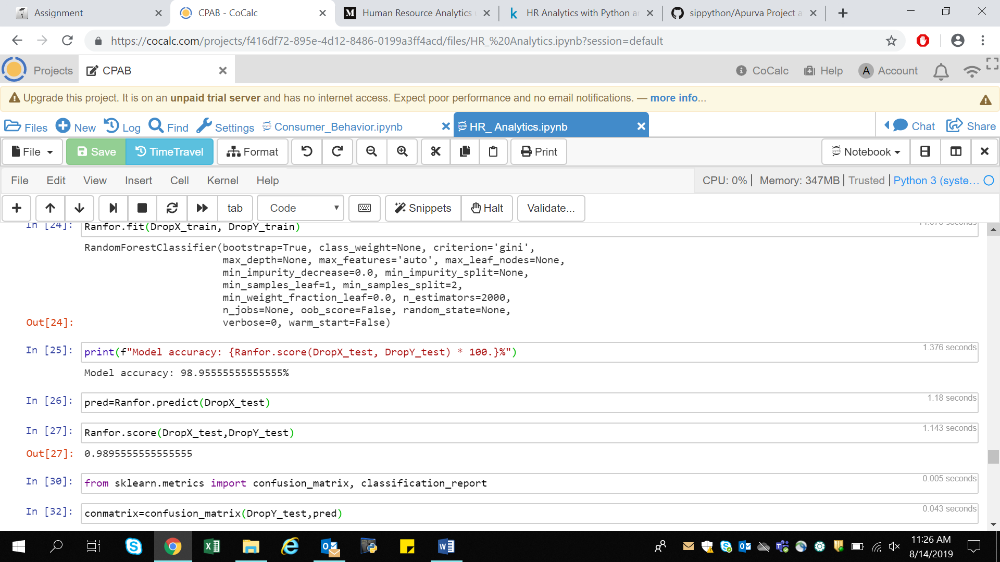 Assignment
CPAB - CoCalc
Human Resource Analytics
HR Analytics with Python
sippython/Apurva Project
https://cocalc.com/projects/f416df72-895e-4d12-8486-0199a3ff4acd/files/HR_%20Analytics.ipynb?session=default
Projects
CPAB
CoCalc
Help
A Account
Upgrade this project. It is on an unpaid trial server and has no internet access. Expect poor performance and no email notifications. — more info...
Files
New
Log
Find
Settings
Consumer_Behavior.ipynb
HR_ Analytics.ipynb
Chat
Share
File
Save
TimeTravel
Format
Print
Notebook
File Edit View Insert Cell Kernel Help
CPU: 0% | Memory: 347MB | Trusted | Python 3 (syste...
tab
Code
Snippets
Halt
Validate...
In [24]: Ranfor.fit(DropX_train, DropY_train)
RandomForestClassifier(bootstrap=True, class_weight=None, criterion='gini',
max_depth=None, max_features='auto', max_leaf_nodes=None,
min_impurity_decrease=0.0, min_impurity_split=None,
min_samples_leaf=1, min_samples_split=2,
min_weight_fraction_leaf=0.0, n_estimators=2000,
n_jobs=None, oob_score=False, random_state=None,
Out[24]: verbose=0, warm_start=False)
In [25]: print(f"Model accuracy: {Ranfor.score(DropX_test, DropY_test) * 100.}%") 1.376 seconds
Model accuracy: 98.95555555555555%
In [26]: pred=Ranfor.predict(DropX_test) 1.18 seconds
In [27]: Ranfor.score(DropX_test,DropY_test) 1.143 seconds
Out[27]: 0.9895555555555555
In [30]: from sklearn.metrics import confusion_matrix, classification_report 0.005 seconds
In [32]: conmatrix=confusion_matrix(DropY_test,pred) 0.043 seconds
11:26 AM
8/14/2019